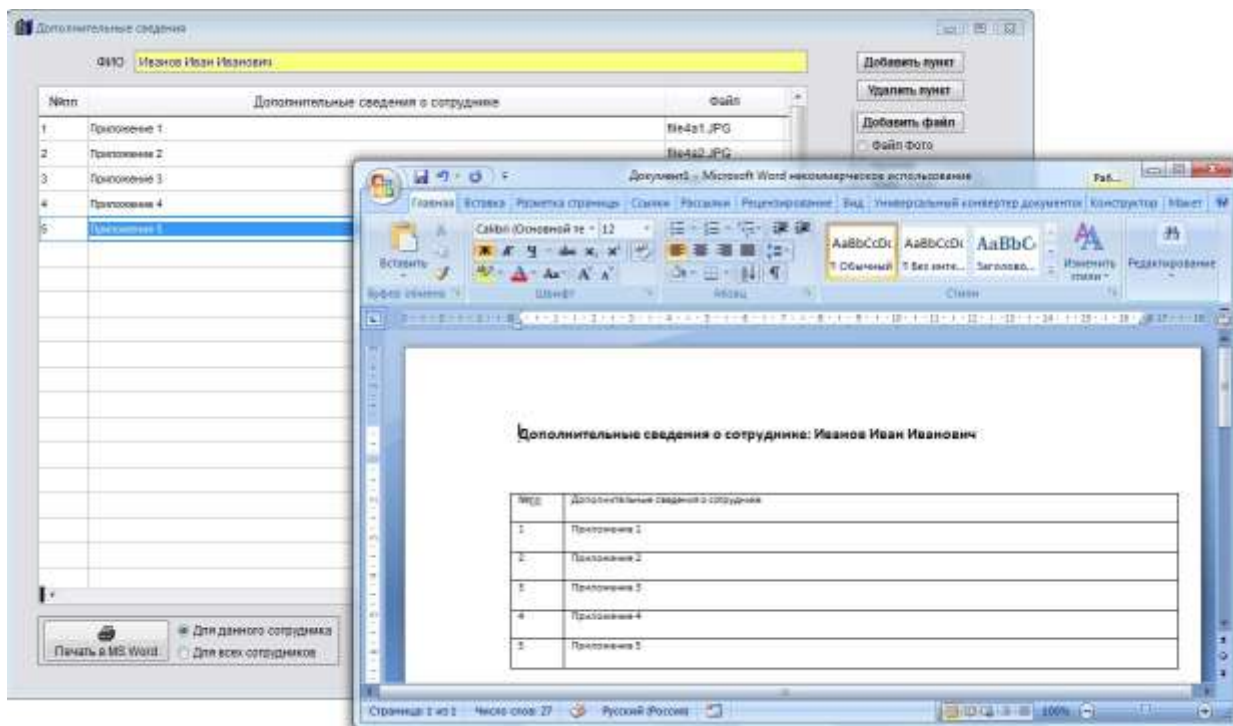 Дополнительные сведения
ФИО Иванов Иван Иванович
Добавить пункт
Удалить пункт
Добавить файл
Файл Фото
№пп Дополнительные сведения о сотруднике Файл
1 Приложение 1 file4a1.JPG
2 Приложение 2 file4a2.JPG
3 Приложение 3
4 Приложение 4
5 Приложение 5
Печать в MS Word
Для данного сотрудника
Для всех сотрудников
Документ1 - Microsoft Word некоммерческое использование
Раб...
Главная Вставка Разметка страницы Ссылки Рассылки Рецензирование Вид Универсальный конвертер документов Конструктор Макет
Calibri (Основной те 12
Вставить
AaBbCcDc AaBbCcDc AaBbC
¶ Обычный ¶ Без инте... Заголово...
Изменить стили
Редактирование
Буфер обмена Шрифт Абзац Стили
Дополнительные сведения о сотруднике: Иванов Иван Иванович
№пп Дополнительные сведения о сотруднике
1 Приложение 1
2 Приложение 2
3 Приложение 3
4 Приложение 4
5 Приложение 5
Страница: 1 из 1 Число слов: 27 Русский (Россия) 100%